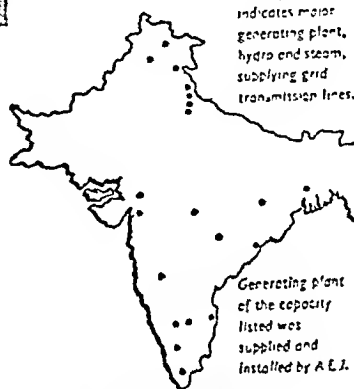 indicates major
generating plant,
hydro and steam,
supplying grid
transmission lines.
Generating plant
of the capacity
listed was
supplied and
installed by A.E.I.